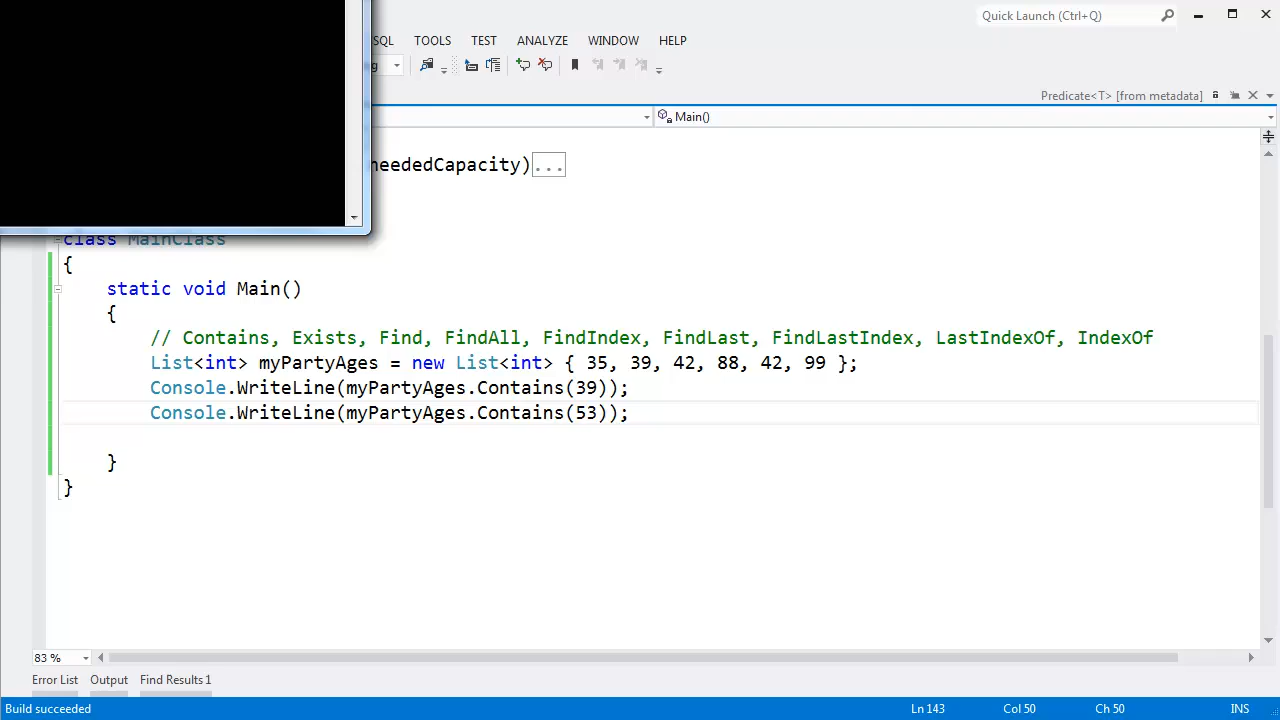 Quick Launch (Ctrl+Q)
SQL TOOLS TEST ANALYZE WINDOW HELP
Predicate<T> [from metadata]
Main()
neededCapacity)...
class MainClass
{
static void Main()
{
// Contains, Exists, Find, FindAll, FindIndex, FindLast, FindLastIndex, LastIndexOf, IndexOf
List<int> myPartyAges = new List<int> { 35, 39, 42, 88, 42, 99 };
Console.WriteLine(myPartyAges.Contains(39));
Console.WriteLine(myPartyAges.Contains(53));
}
}
83 %
Error List Output Find Results 1
Build succeeded Ln 143 Col 50 Ch 50 INS